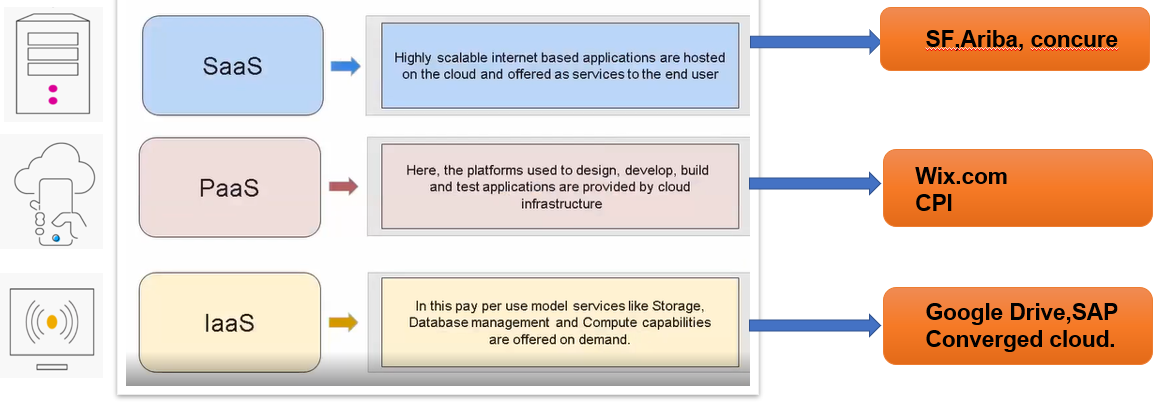 SaaS
Highly scalable internet based applications are hosted
on the cloud and offered as services to the end user
SF,Ariba, concure
PaaS
Here, the platforms used to design, develop, build
and test applications are provided by cloud
infrastructure
Wix.com
CPI
IaaS
In this pay per use model services like Storage,
Database management and Compute capabilities
are offered on demand.
Google Drive,SAP
Converged cloud.